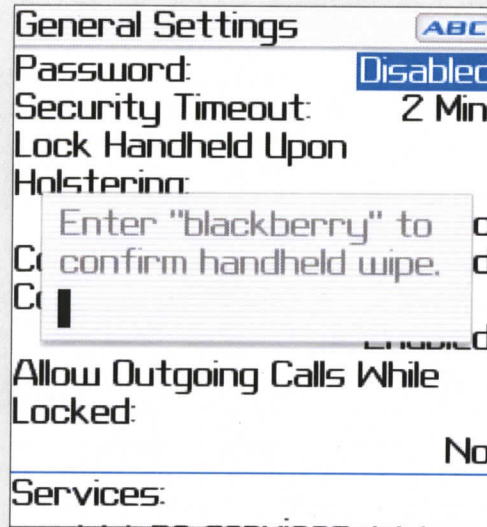 General Settings ABC
Password: Disabled
Security Timeout: 2 Min
Lock Handheld Upon
Holstering:
Enter "blackberry" to
confirm handheld wipe.
Enabled
Allow Outgoing Calls While
Locked:
No
Services: